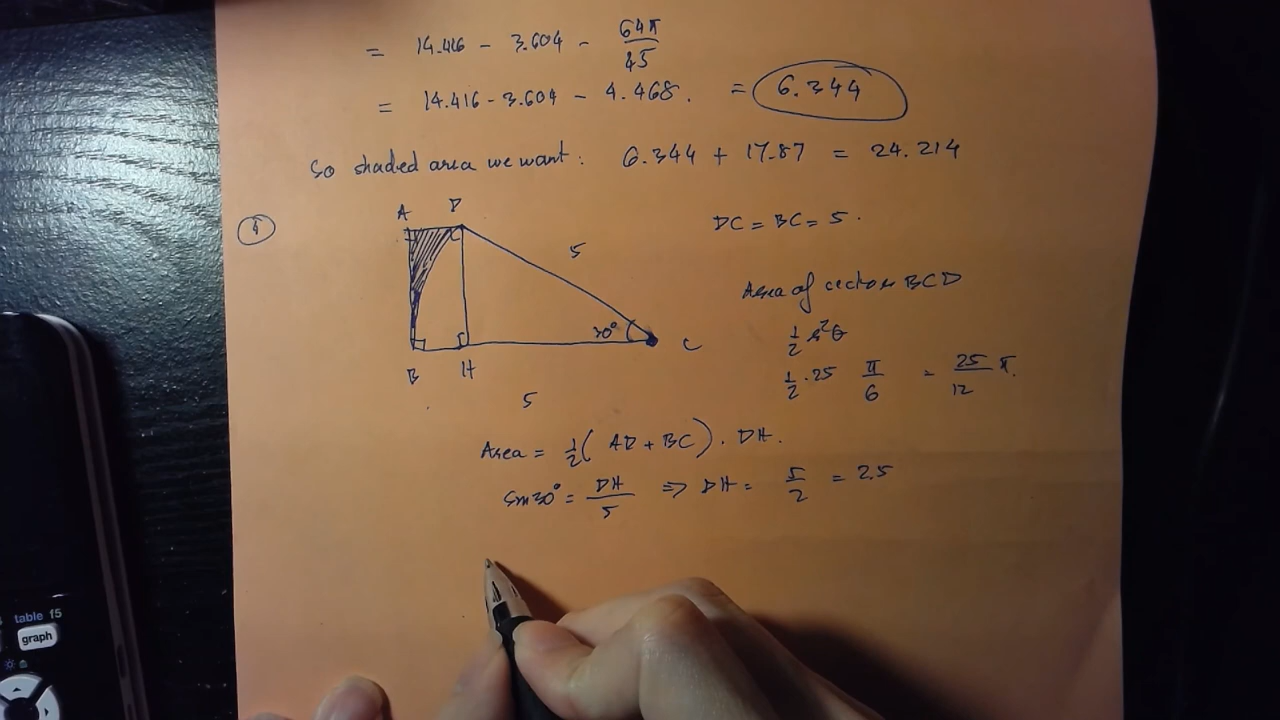 = 14.416 - 3.604 - 64π/45
= 14.416 - 3.604 - 4.468. = 6.344
So shaded area we want: 6.344 + 17.87 = 24.214
4
A D
DC = BC = 5.
5
Area of sector BCD
30°
C
1/2 r²θ
B H
1/2 . 25 π/6 = 25/12 π.
5
Area = 1/2 (AD + BC) . DH.
Sin30° = DH/5 ⇒ DH = 5/2 = 2.5
table f5
graph